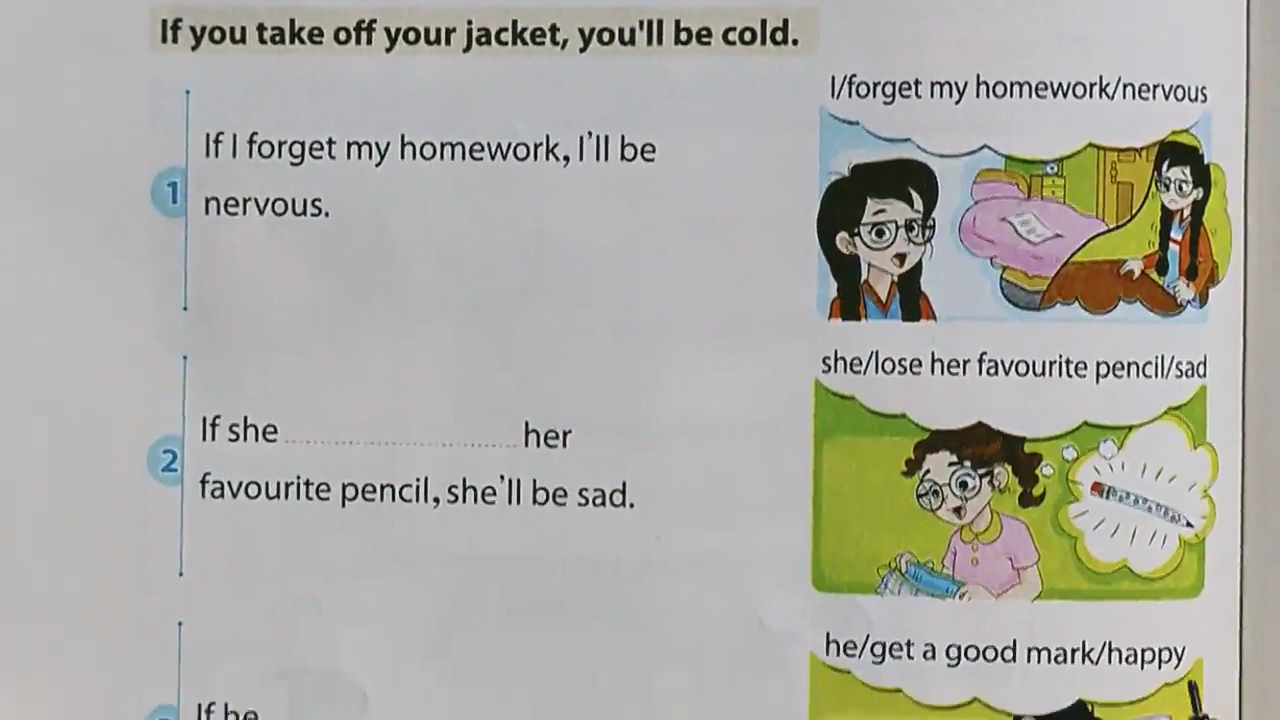 If you take off your jacket, you'll be cold.
I/forget my homework/nervous
If I forget my homework, I'll be
1
nervous.
she/lose her favourite pencil/sad
If she ........................ her
2
favourite pencil, she'll be sad.
he/get a good mark/happy
If he